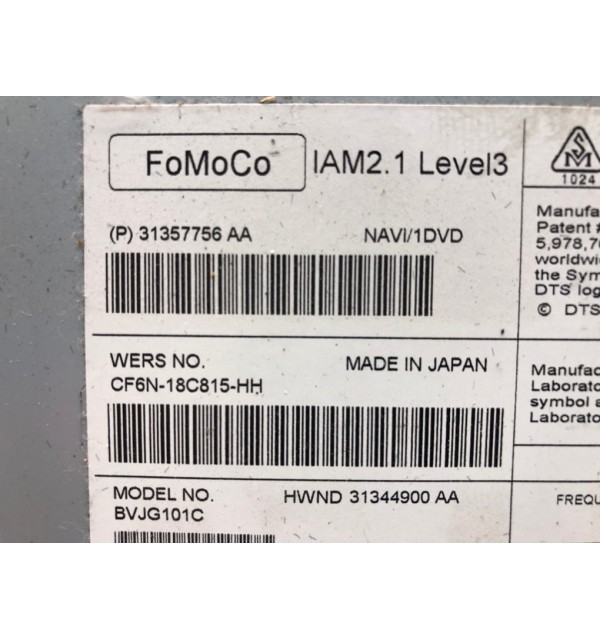 FoMoCo IAM2.1 Level3
SM
1024
(P) 31357756 AA NAVI/1DVD
Manufa
Patent #
5,978,76
worldwi
the Sym
DTS log
© DTS
WERS NO. MADE IN JAPAN
CF6N-18C815-HH
Manufac
Laborato
symbol a
Laborato
MODEL NO. HWND 31344900 AA
BVJG101C
FREQU